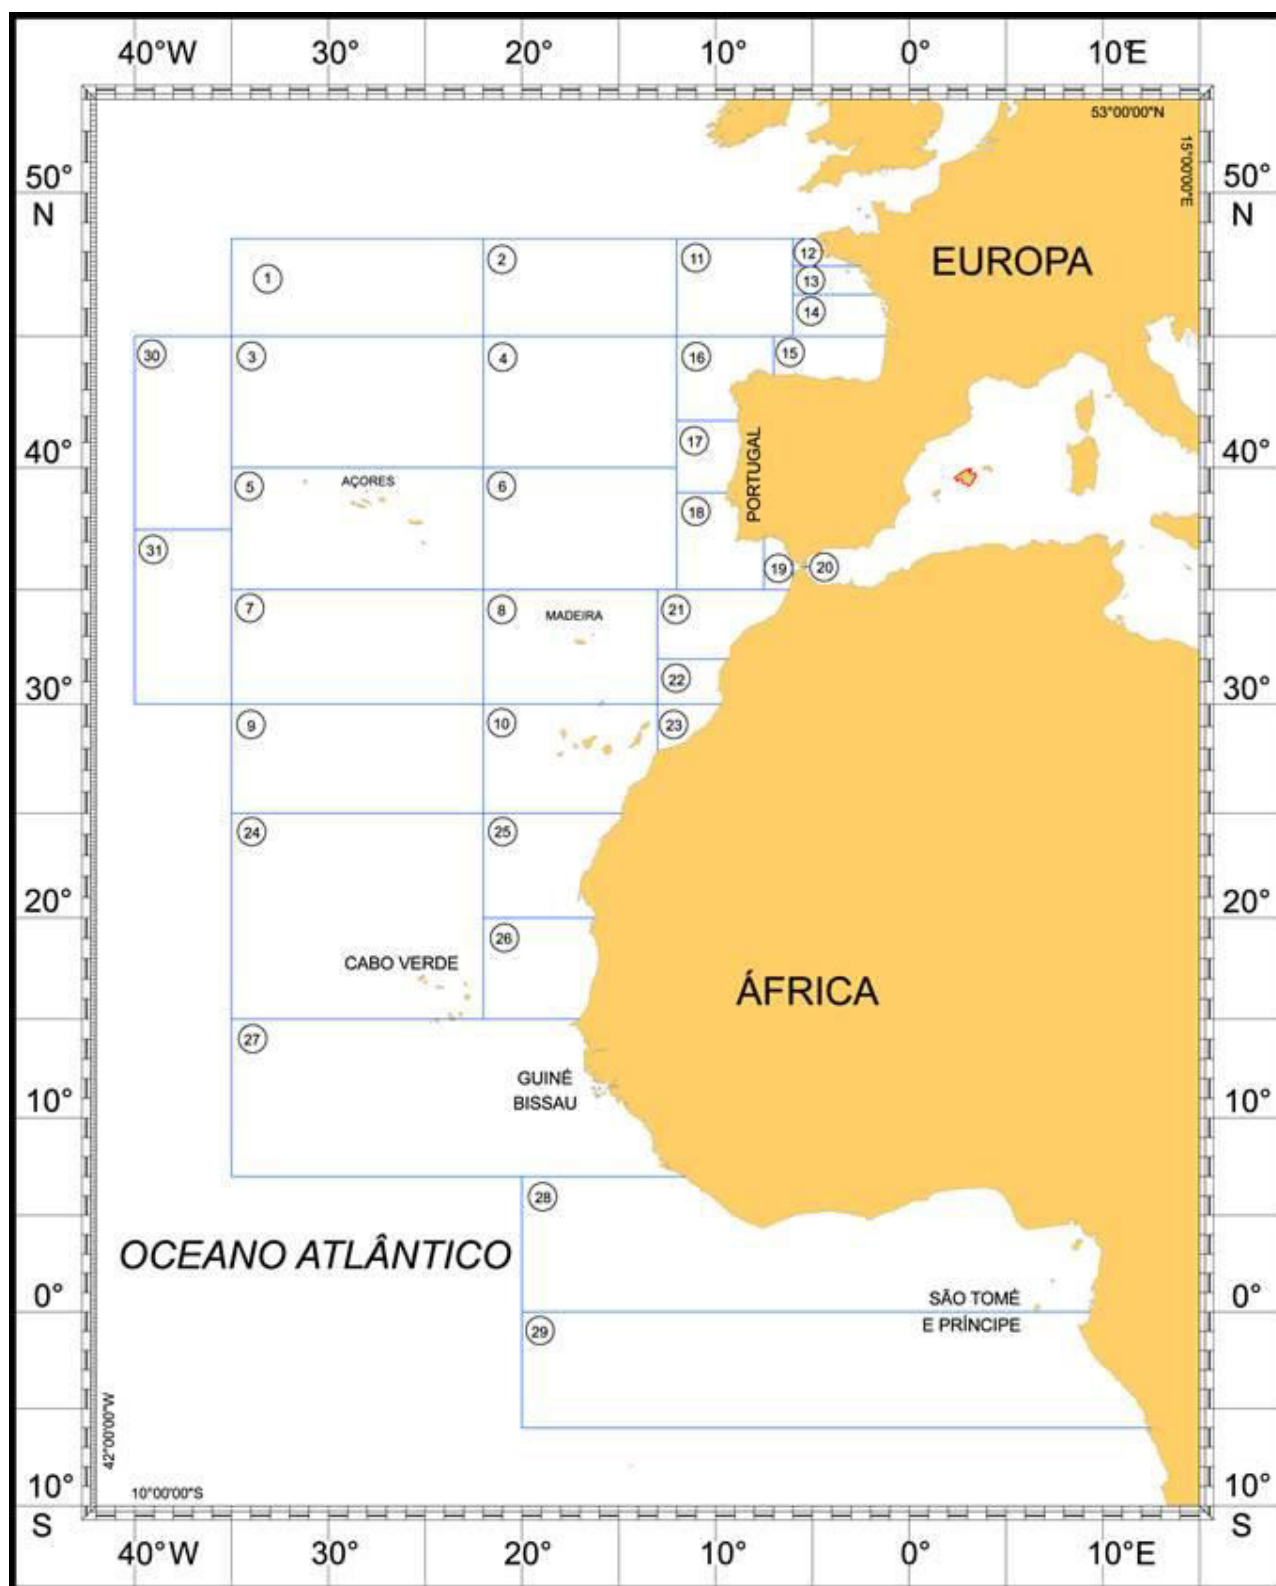 40°W 30° 20° 10° 0° 10°E
53°00'00"N
15°00'00"E
50° 50°
N N
EUROPA
1 2 11 12
13
14
30 3 4 16 15
17
PORTUGAL
40° 40°
5 AÇORES 6
18
31
19 20
7 8 MADEIRA 21
22
30° 30°
9 10 23
24 25
20° 20°
26
CABO VERDE
ÁFRICA
27
GUINÉ
BISSAU
10° 10°
28
OCEANO ATLÂNTICO
0° 0°
SÃO TOMÉ
E PRÍNCIPE
29
42°00'00"W
10°00'00"S
10° 10°
S S
40°W 30° 20° 10° 0° 10°E